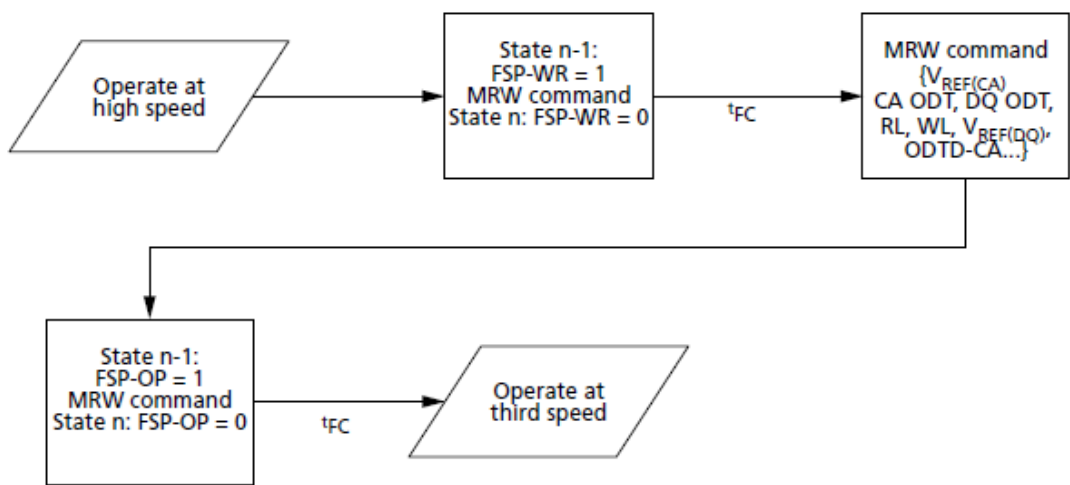 Operate at
high speed
State n-1:
FSP-WR = 1
MRW command
State n: FSP-WR = 0
tFC
MRW command
{VREF(CA)
CA ODT, DQ ODT,
RL, WL, VREF(DQ),
ODTD-CA...}
State n-1:
FSP-OP = 1
MRW command
State n: FSP-OP = 0
tFC
Operate at
third speed